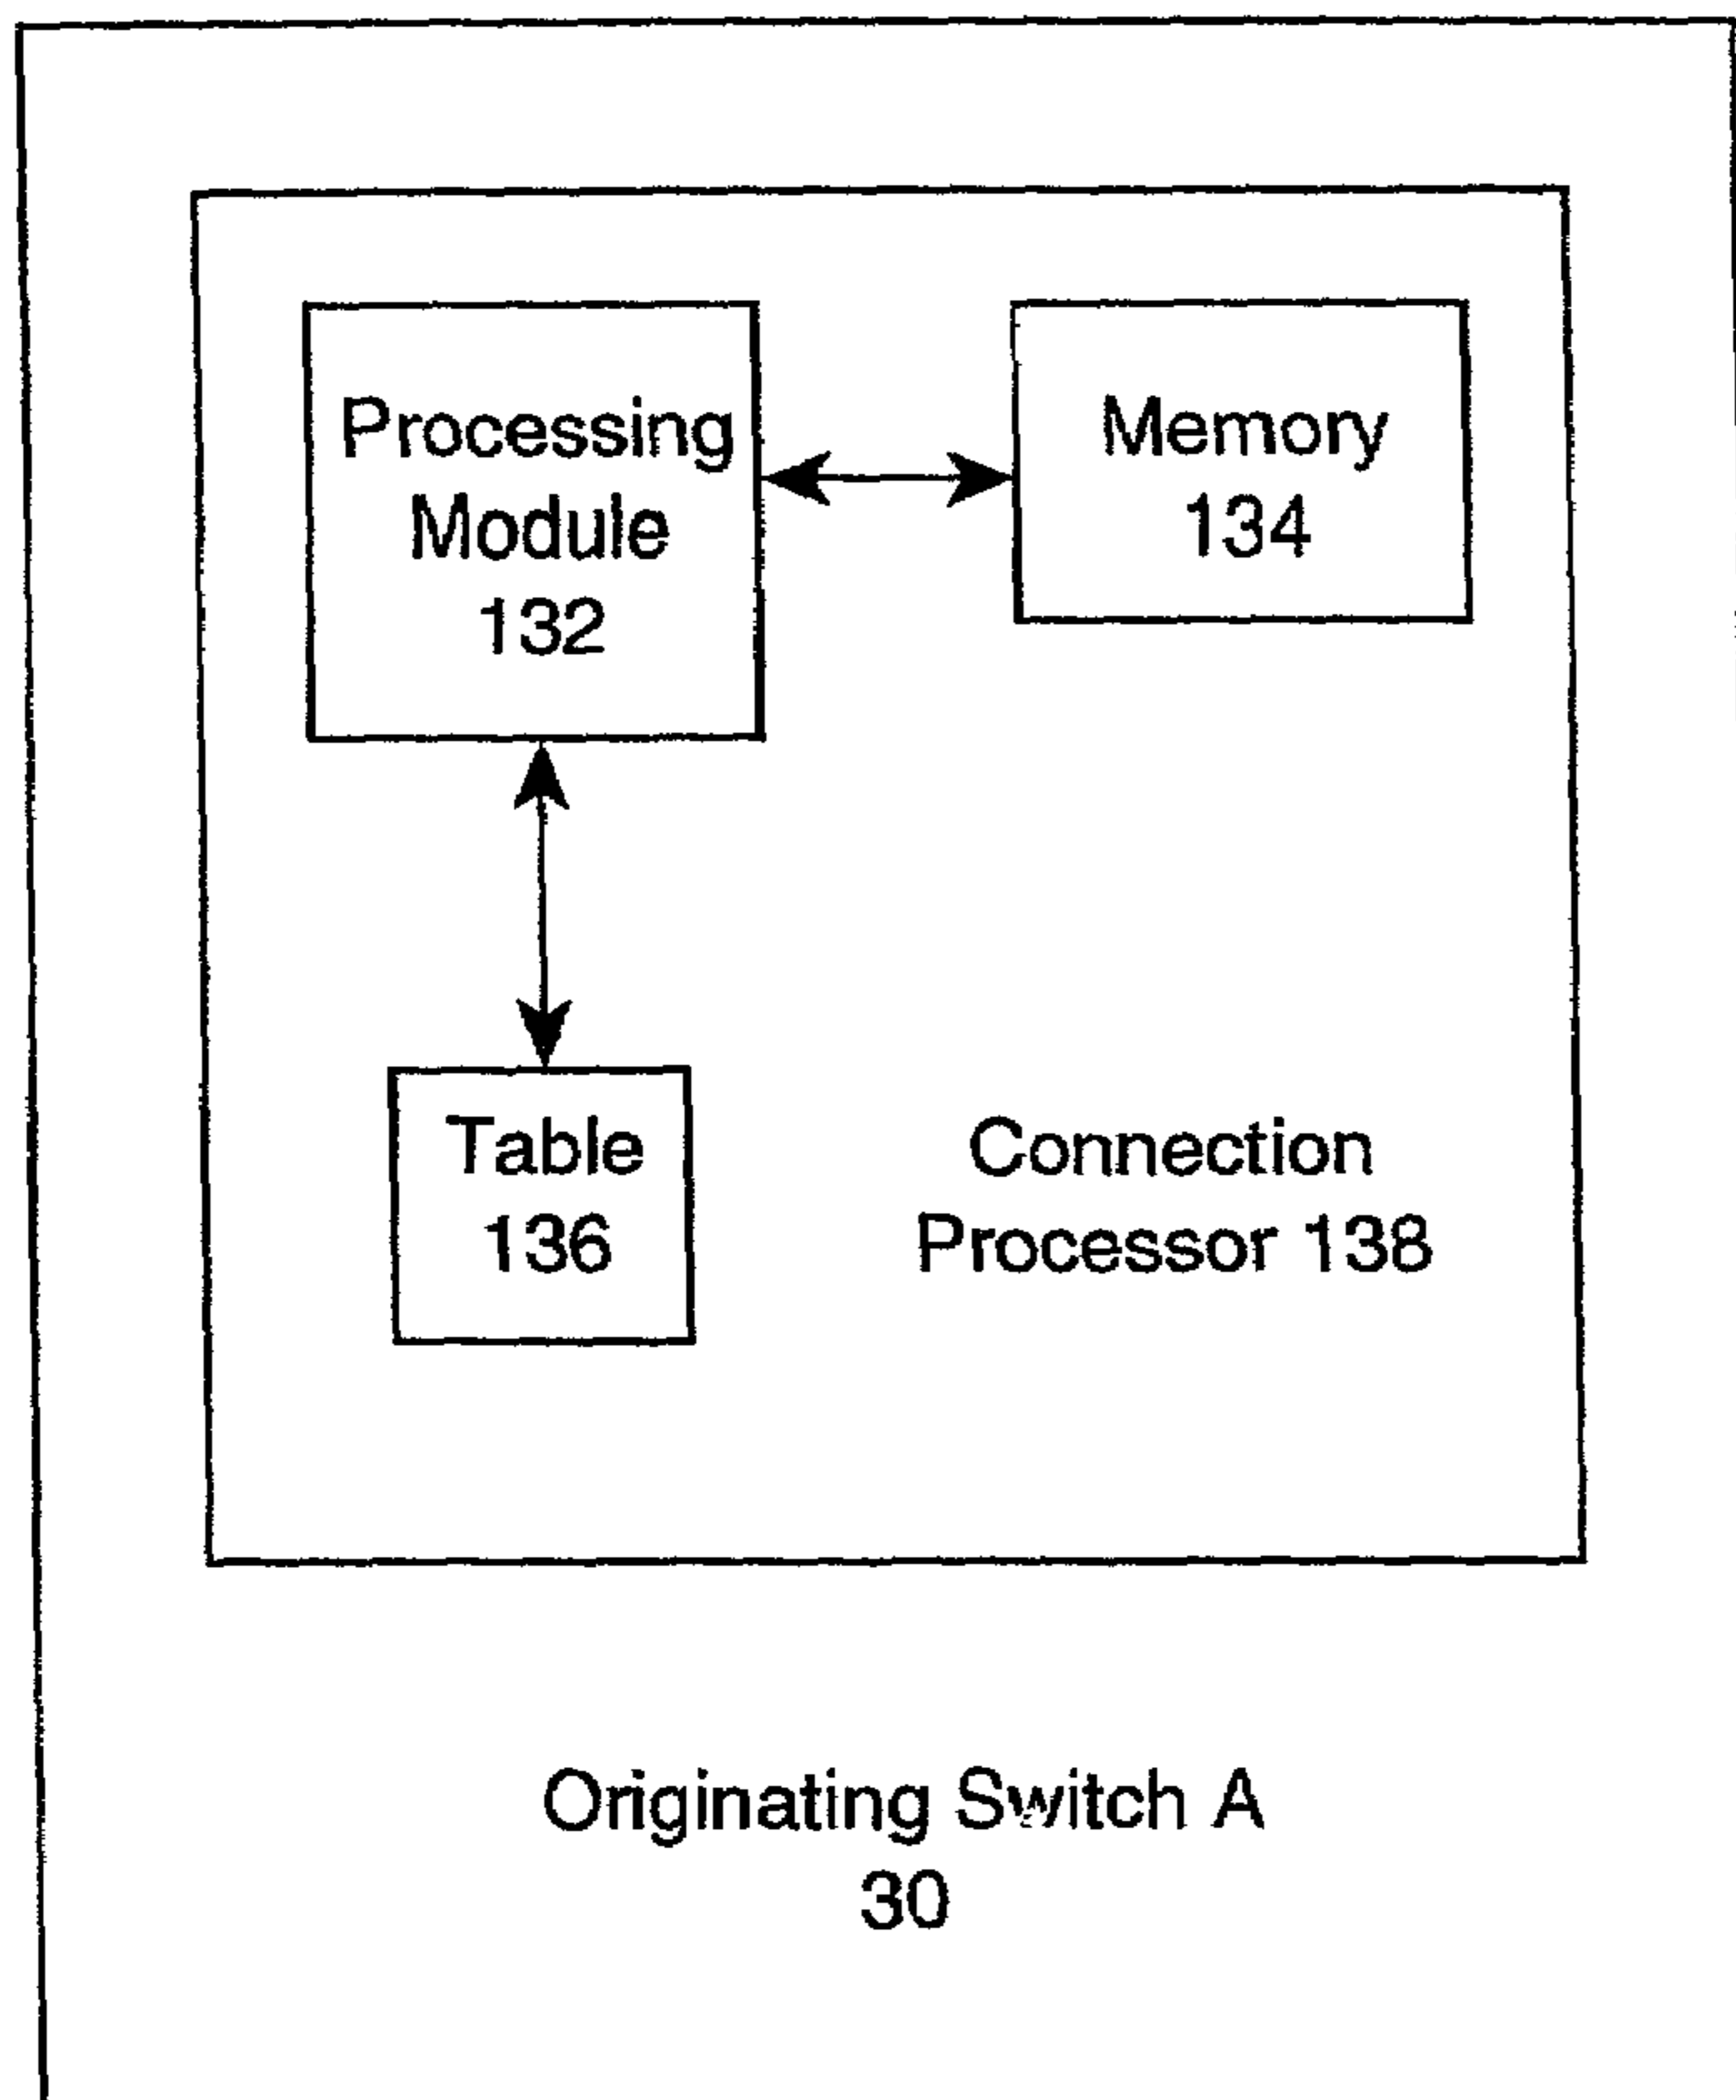 Processing
Module
132
Memory
134
Table
136
Connection
Processor 138
Originating Switch A
30